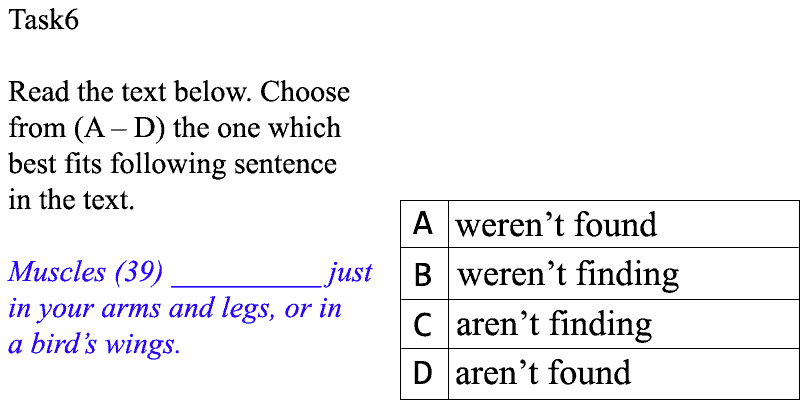 Task6
Read the text below. Choose
from (A – D) the one which
best fits following sentence
in the text.
Muscles (39) __________ just
in your arms and legs, or in
a bird’s wings.
A weren’t found
B weren’t finding
C aren’t finding
D aren’t found